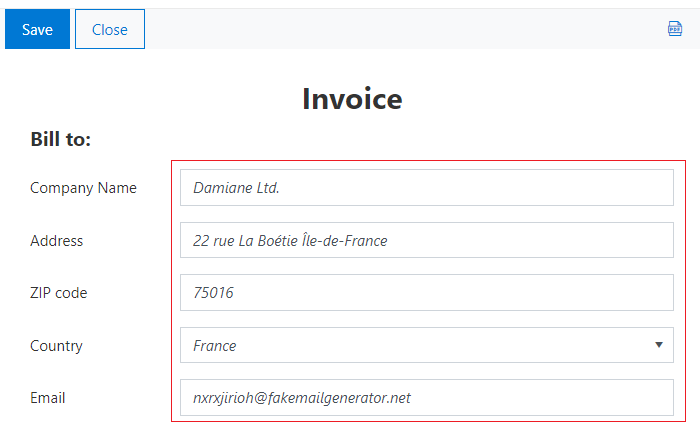 Save Close PDF
Invoice
Bill to:
Company Name Damiane Ltd.
Address 22 rue La Boétie Île-de-France
ZIP code 75016
Country France
Email nxrxjirioh@fakemailgenerator.net